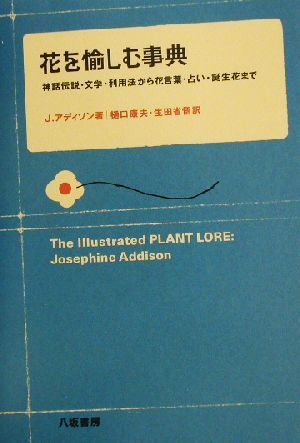 花を愉しむ事典
神話伝説・文学・利用法から花言葉・占い・誕生花まで
J.アディソン著|樋口康夫・生田省悟訳
The Illustrated PLANT LORE:
Josephine Addison
八坂書房